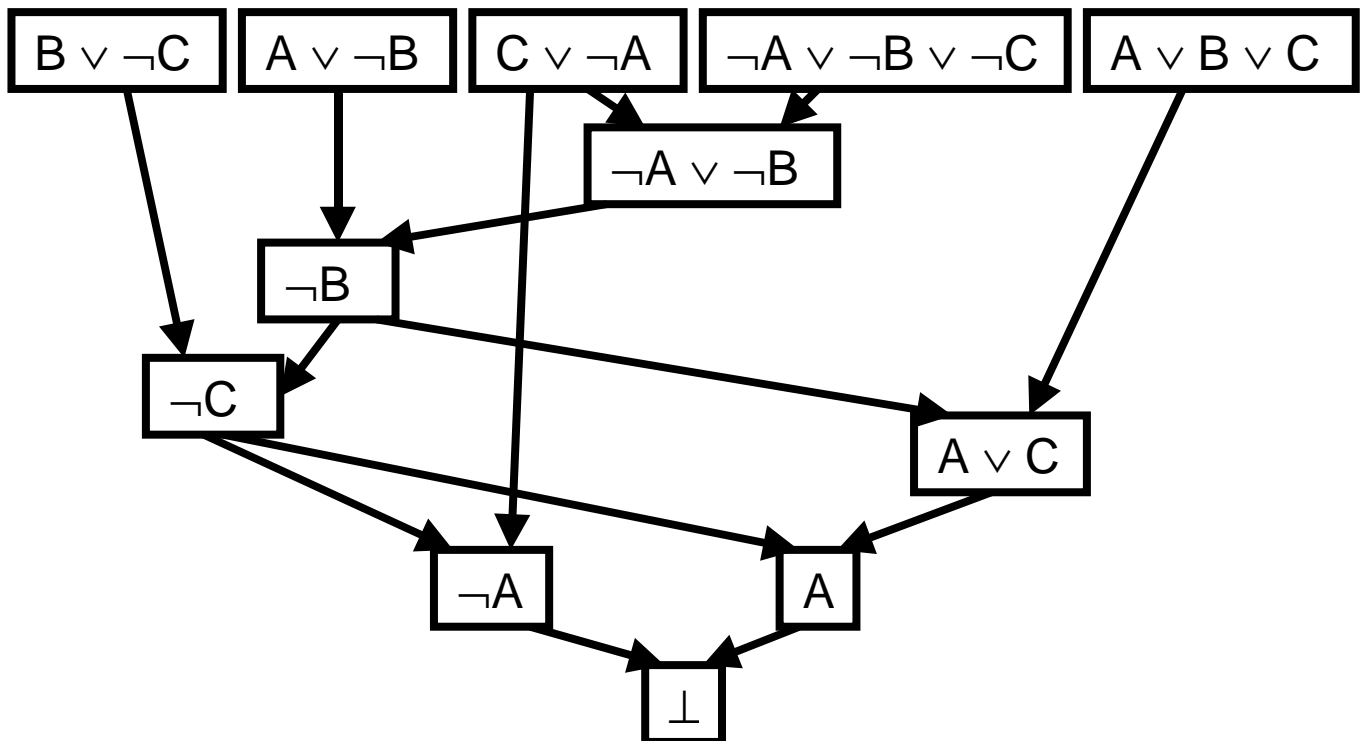 B ∨ ¬C
A ∨ ¬B
C ∨ ¬A
¬A ∨ ¬B ∨ ¬C
A ∨ B ∨ C
¬A ∨ ¬B
¬B
¬C
A ∨ C
¬A
A
⊥